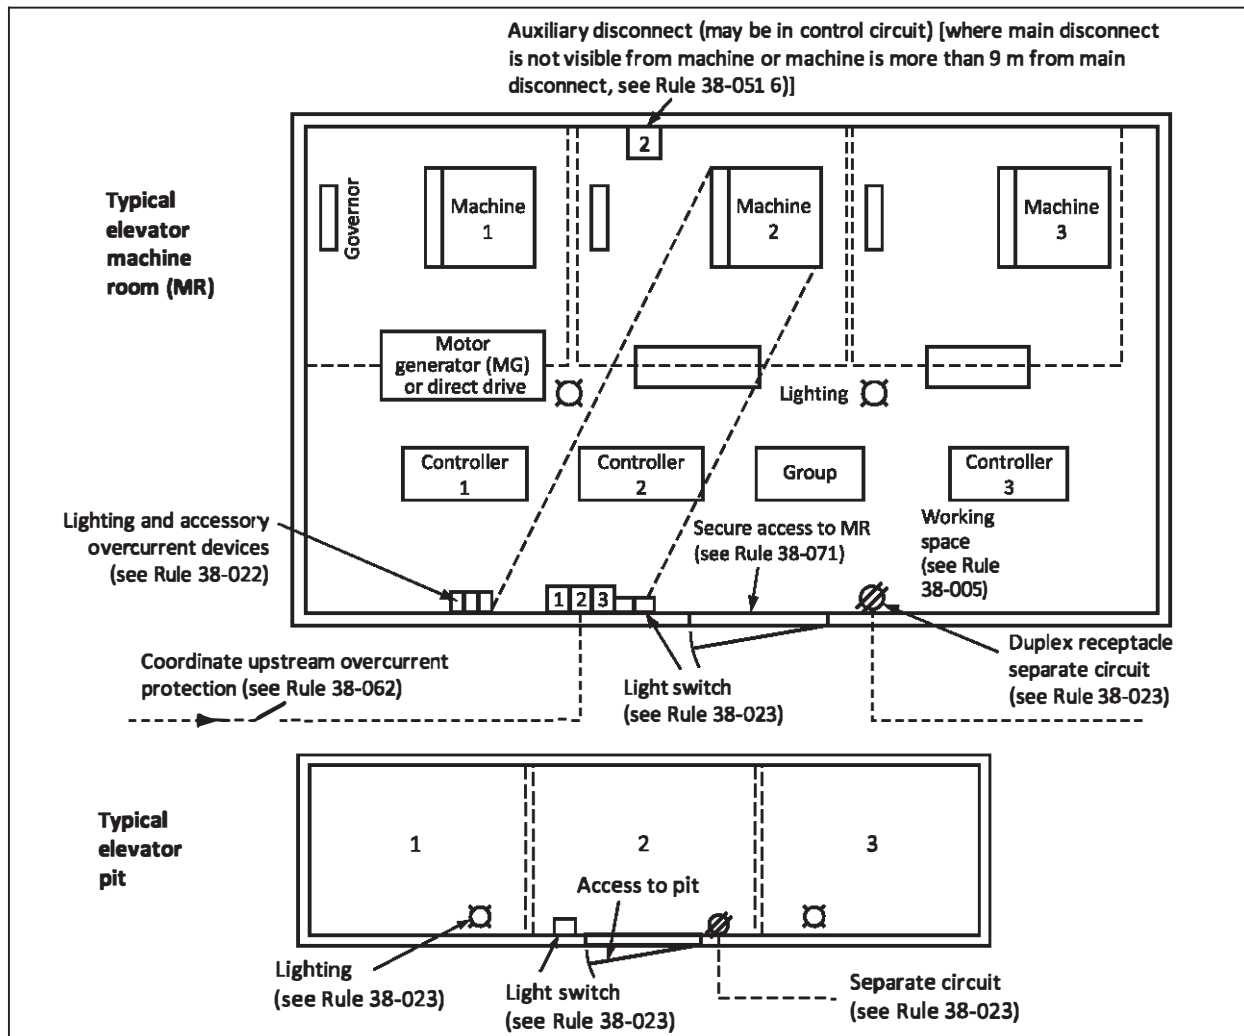 Auxiliary disconnect (may be in control circuit) [where main disconnect
is not visible from machine or machine is more than 9 m from main
disconnect, see Rule 38-051 6)]
2
Typical
elevator
machine
room (MR)
Governor
Machine
1
Machine
2
Machine
3
Motor
generator (MG)
or direct drive
Lighting
Controller
1
Controller
2
Group
Controller
3
Lighting and accessory
overcurrent devices
(see Rule 38-022)
Secure access to MR
(see Rule 38-071)
Working
space
(see Rule
38-005)
1 2 3
Coordinate upstream overcurrent
protection (see Rule 38-062)
Light switch
(see Rule 38-023)
Duplex receptacle
separate circuit
(see Rule 38-023)
Typical
elevator
pit
1
2
3
Access to pit
Lighting
(see Rule 38-023)
Light switch
(see Rule 38-023)
Separate circuit
(see Rule 38-023)